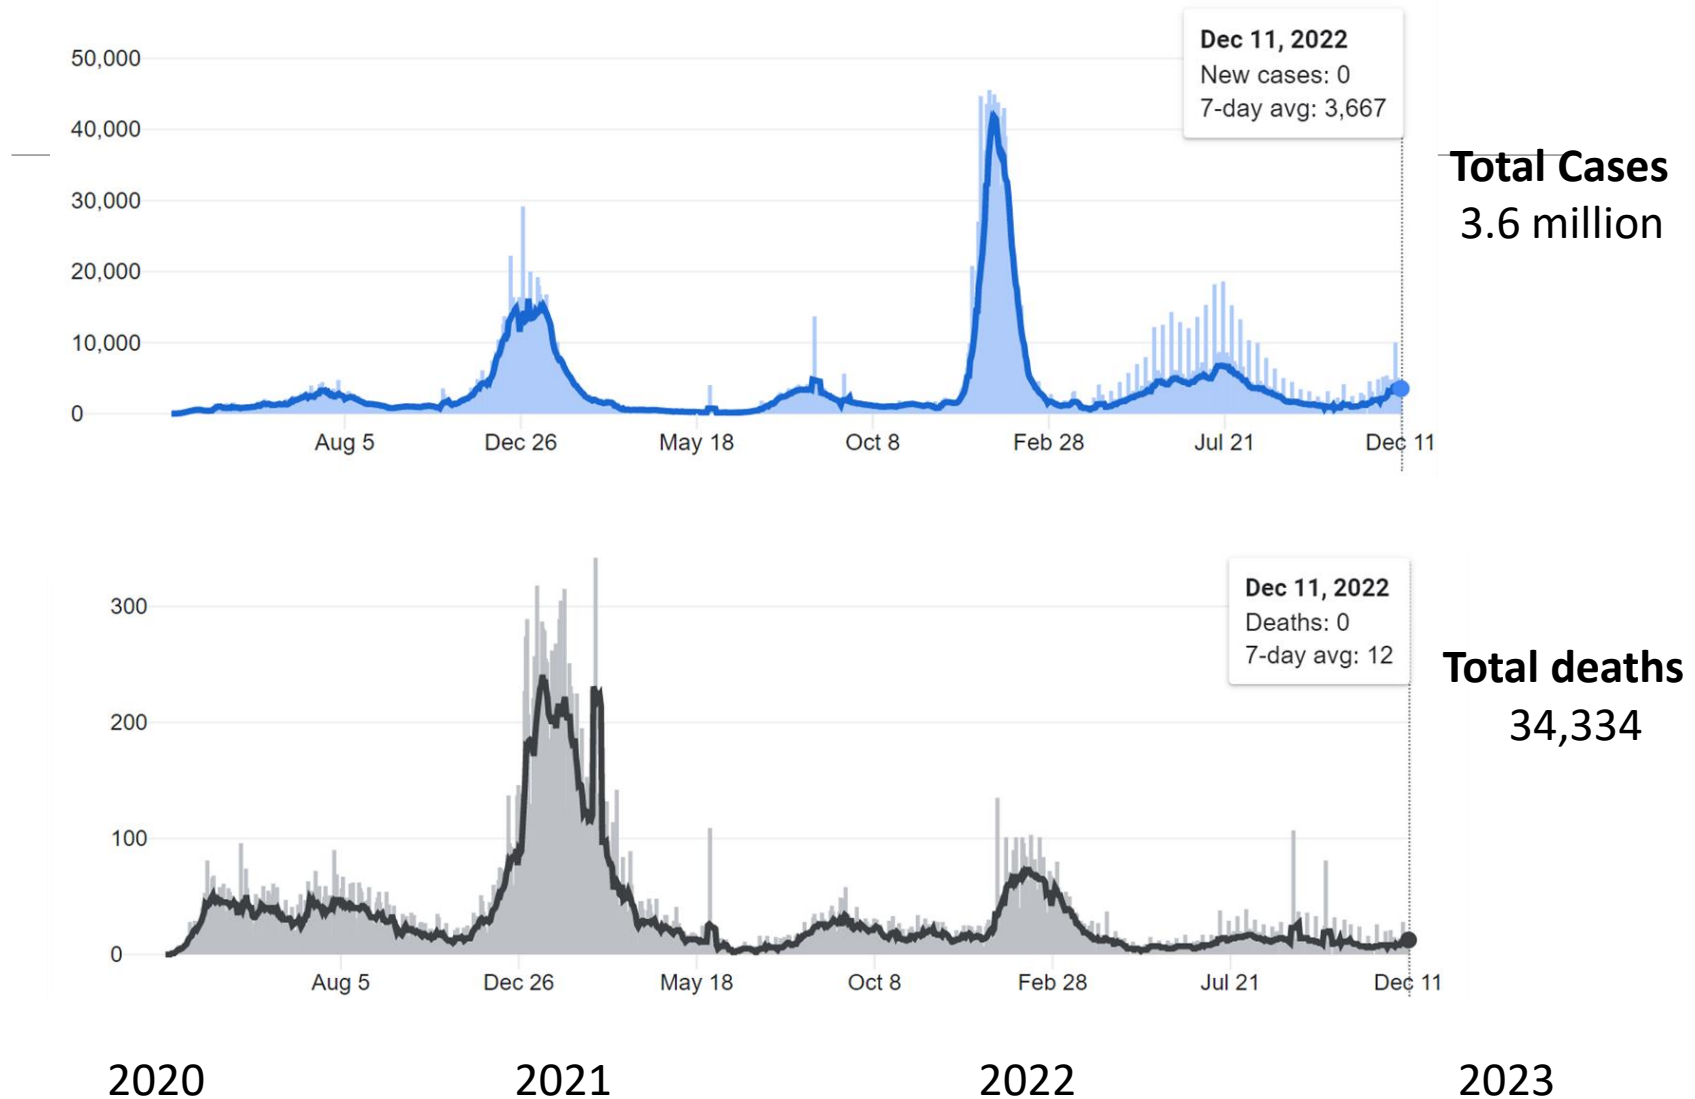 50,000
40,000
30,000
20,000
10,000
0
Aug 5 Dec 26 May 18 Oct 8 Feb 28 Jul 21 Dec 11
Dec 11, 2022
New cases: 0
7-day avg: 3,667
Total Cases
3.6 million
300
200
100
0
Aug 5 Dec 26 May 18 Oct 8 Feb 28 Jul 21 Dec 11
Dec 11, 2022
Deaths: 0
7-day avg: 12
Total deaths
34,334
2020 2021 2022 2023